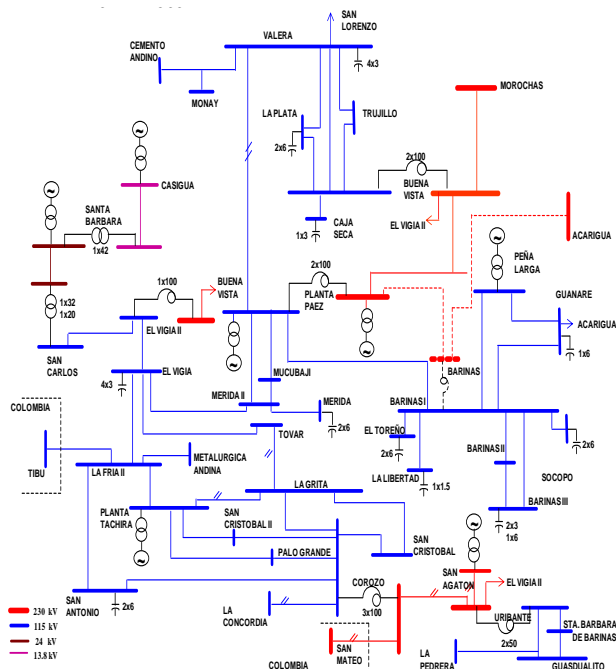 SAN
LORENZO
VALERA
CEMENTO
ANDINO
4x3
MONAY
MOROCHAS
LA PLATA
TRUJILLO
2x6
2x100
CASIGUA
BUENA
VISTA
SANTA
BARBARA
EL VIGIA II
ACARIGUA
1x42
CAJA
SECA
1x3
PEÑA
LARGA
2x100
1x100
BUENA
VISTA
PLANTA
PAEZ
GUANARE
1x32
1x20
ACARIGUA
EL VIGIA II
BARINAS
1x6
SAN
CARLOS
EL VIGIA
MUCUBAJI
4x3
MERIDA II
MERIDA
BARINAS I
COLOMBIA
2x6
TOVAR
EL TOREÑO
2x6
BARINAS II
2x6
TIBU
LA FRIA II
METALURGICA
ANDINA
LA LIBERTAD
SOCOPO
1x1.5
LA GRITA
BARINAS III
PLANTA
TACHIRA
SAN
CRISTOBAL II
2x3
1x6
PALO GRANDE
SAN
CRISTOBAL
SAN
AGATON
EL VIGIA II
SAN
ANTONIO
2x6
COROZO
3x100
LA
CONCORDIA
URIBANTE
2x50
STA. BARBARA
DE BARINAS
230 kV
115 kV
24 kV
13.8 kV
COLOMBIA
SAN
MATEO
LA
PEDRERA
GUASDUALITO